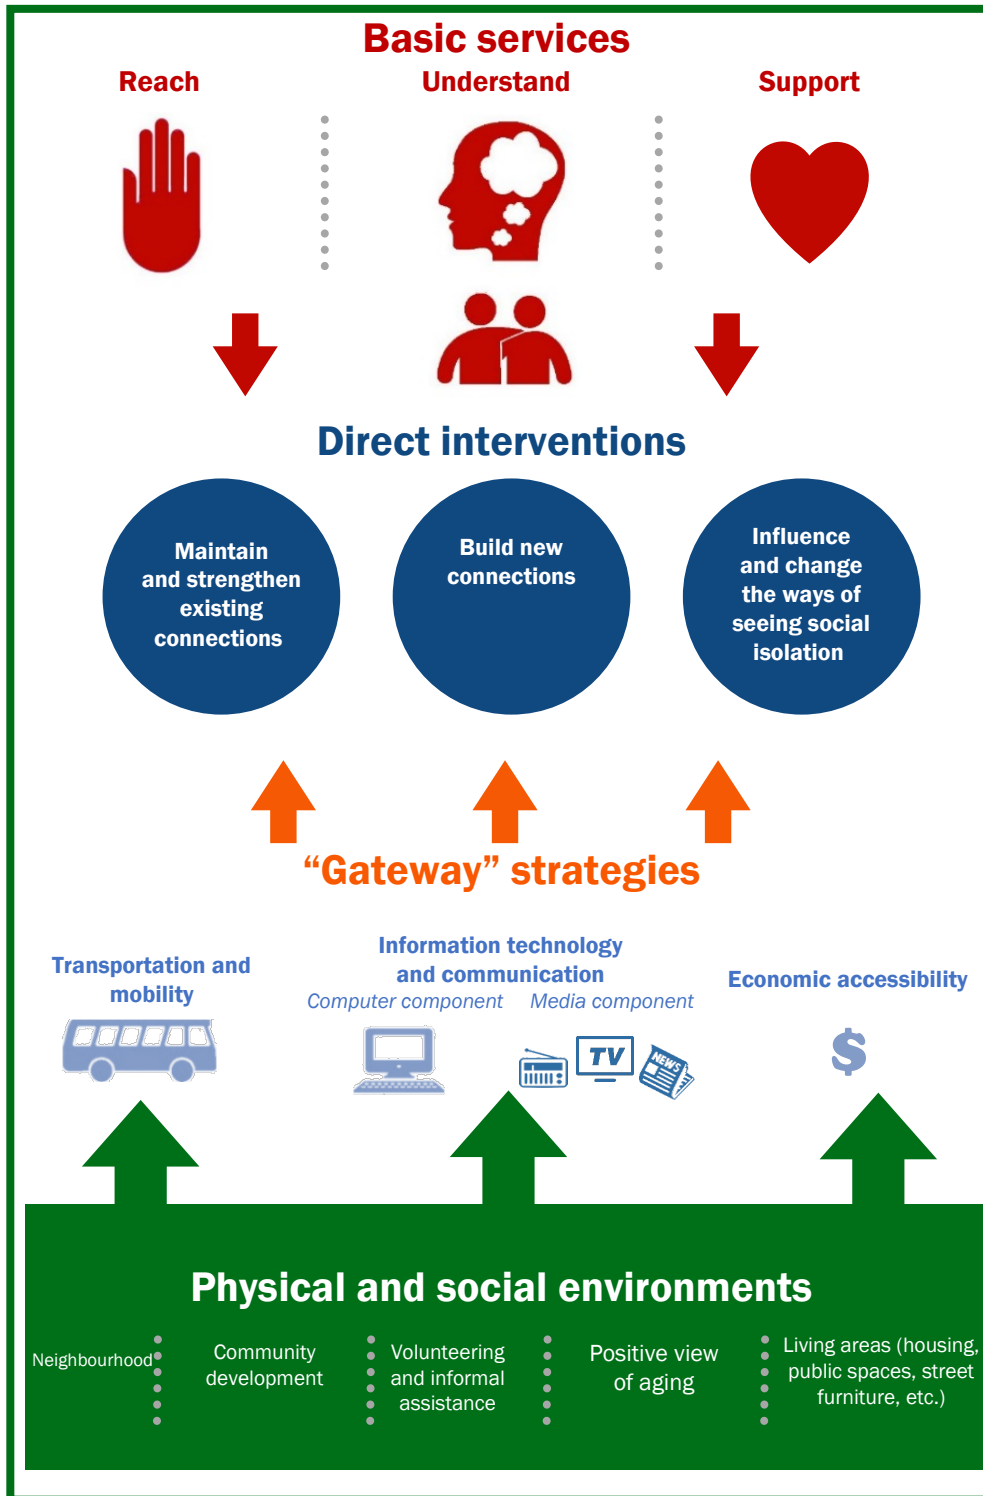 Basic services
Reach
Understand
Support
Direct interventions
Maintain
and strengthen
existing
connections
Build new
connections
Influence
and change
the ways of
seeing social
isolation
“Gateway” strategies
Transportation and
mobility
Information technology
and communication
Computer component
Media component
Economic accessibility
TV
NEWS
$
Physical and social environments
Neighbourhood
Community
development
Volunteering
and informal
assistance
Positive view
of aging
Living areas (housing,
public spaces, street
furniture, etc.)